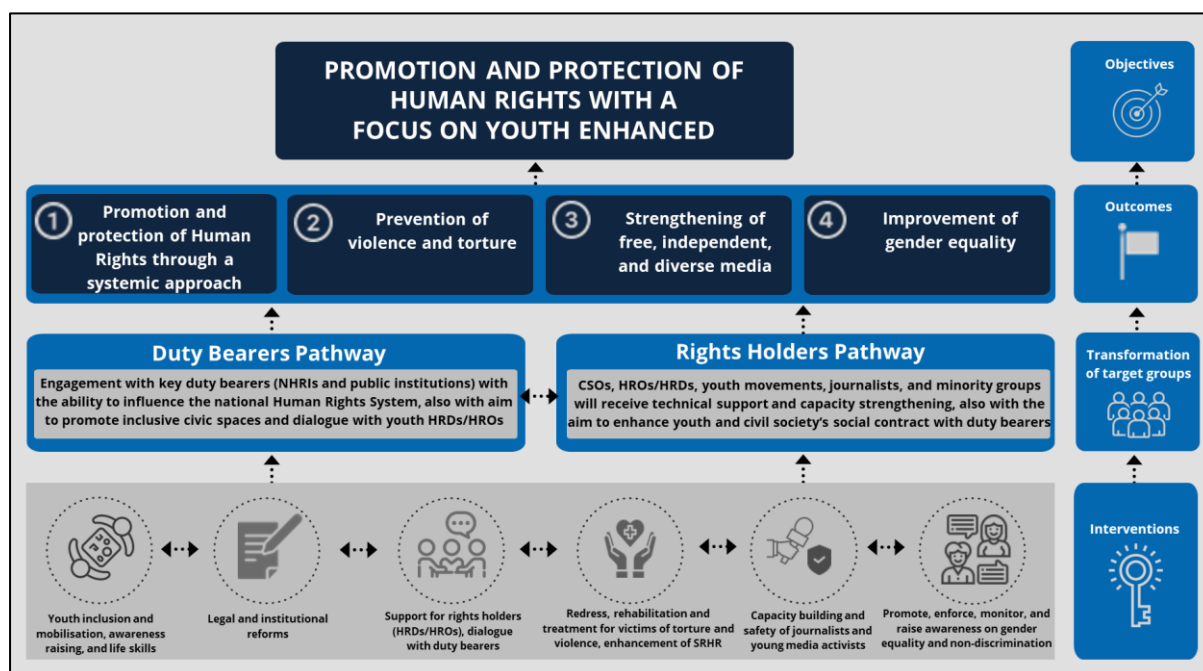 PROMOTION AND PROTECTION OF
HUMAN RIGHTS WITH A
FOCUS ON YOUTH ENHANCED
Objectives
1
Promotion and
protection of Human
Rights through a
systemic approach
2
Prevention of
violence and torture
3
Strengthening of
free, independent,
and diverse media
4
Improvement of
gender equality
Outcomes
Duty Bearers Pathway
Engagement with key duty bearers (NHRIs and public institutions) with
the ability to influence the national Human Rights System, also with aim
to promote inclusive civic spaces and dialogue with youth HRDs/HROs
Rights Holders Pathway
CSOs, HROs/HRDs, youth movements, journalists, and minority groups
will receive technical support and capacity strengthening, also with the
aim to enhance youth and civil society's social contract with duty bearers
Transformation
of target groups
Youth inclusion and
mobilisation, awareness
raising, and life skills
Legal and institutional
reforms
Support for rights holders
(HRDs/HROs), dialogue
with duty bearers
Redress, rehabilitation and
treatment for victims of torture and
violence, enhancement of SRHR
Capacity building and
safety of journalists and
young media activists
Promote, enforce, monitor, and
raise awareness on gender
equality and non-discrimination
Interventions